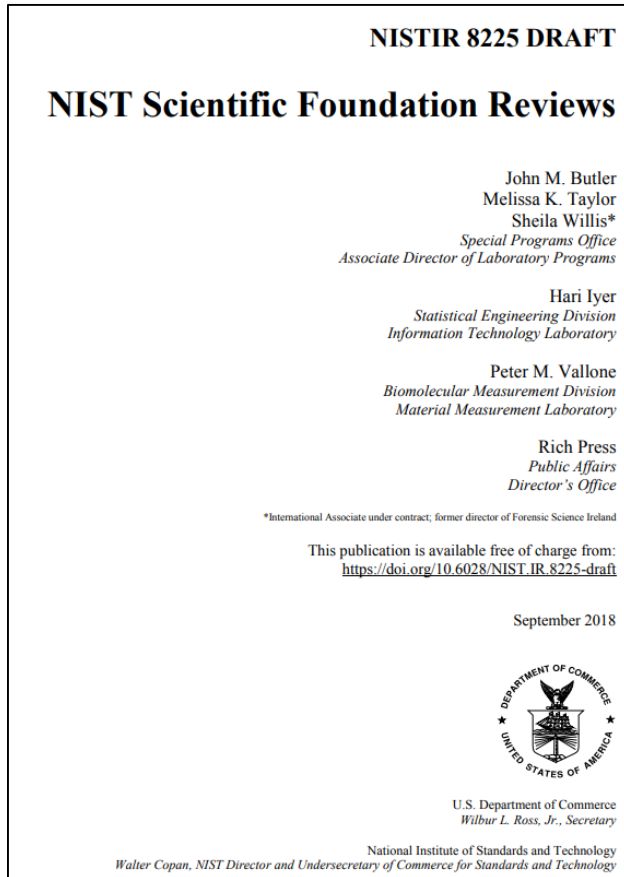 NISTIR 8225 DRAFT
NIST Scientific Foundation Reviews
John M. Butler
Melissa K. Taylor
Sheila Willis*
Special Programs Office
Associate Director of Laboratory Programs
Hari Iyer
Statistical Engineering Division
Information Technology Laboratory
Peter M. Vallone
Biomolecular Measurement Division
Material Measurement Laboratory
Rich Press
Public Affairs
Director's Office
*International Associate under contract; former director of Forensic Science Ireland
This publication is available free of charge from:
https://doi.org/10.6028/NIST.IR.8225-draft
September 2018
DEPARTMENT OF COMMERCE
UNITED STATES OF AMERICA
U.S. Department of Commerce
Wilbur L. Ross, Jr., Secretary
National Institute of Standards and Technology
Walter Copan, NIST Director and Undersecretary of Commerce for Standards and Technology